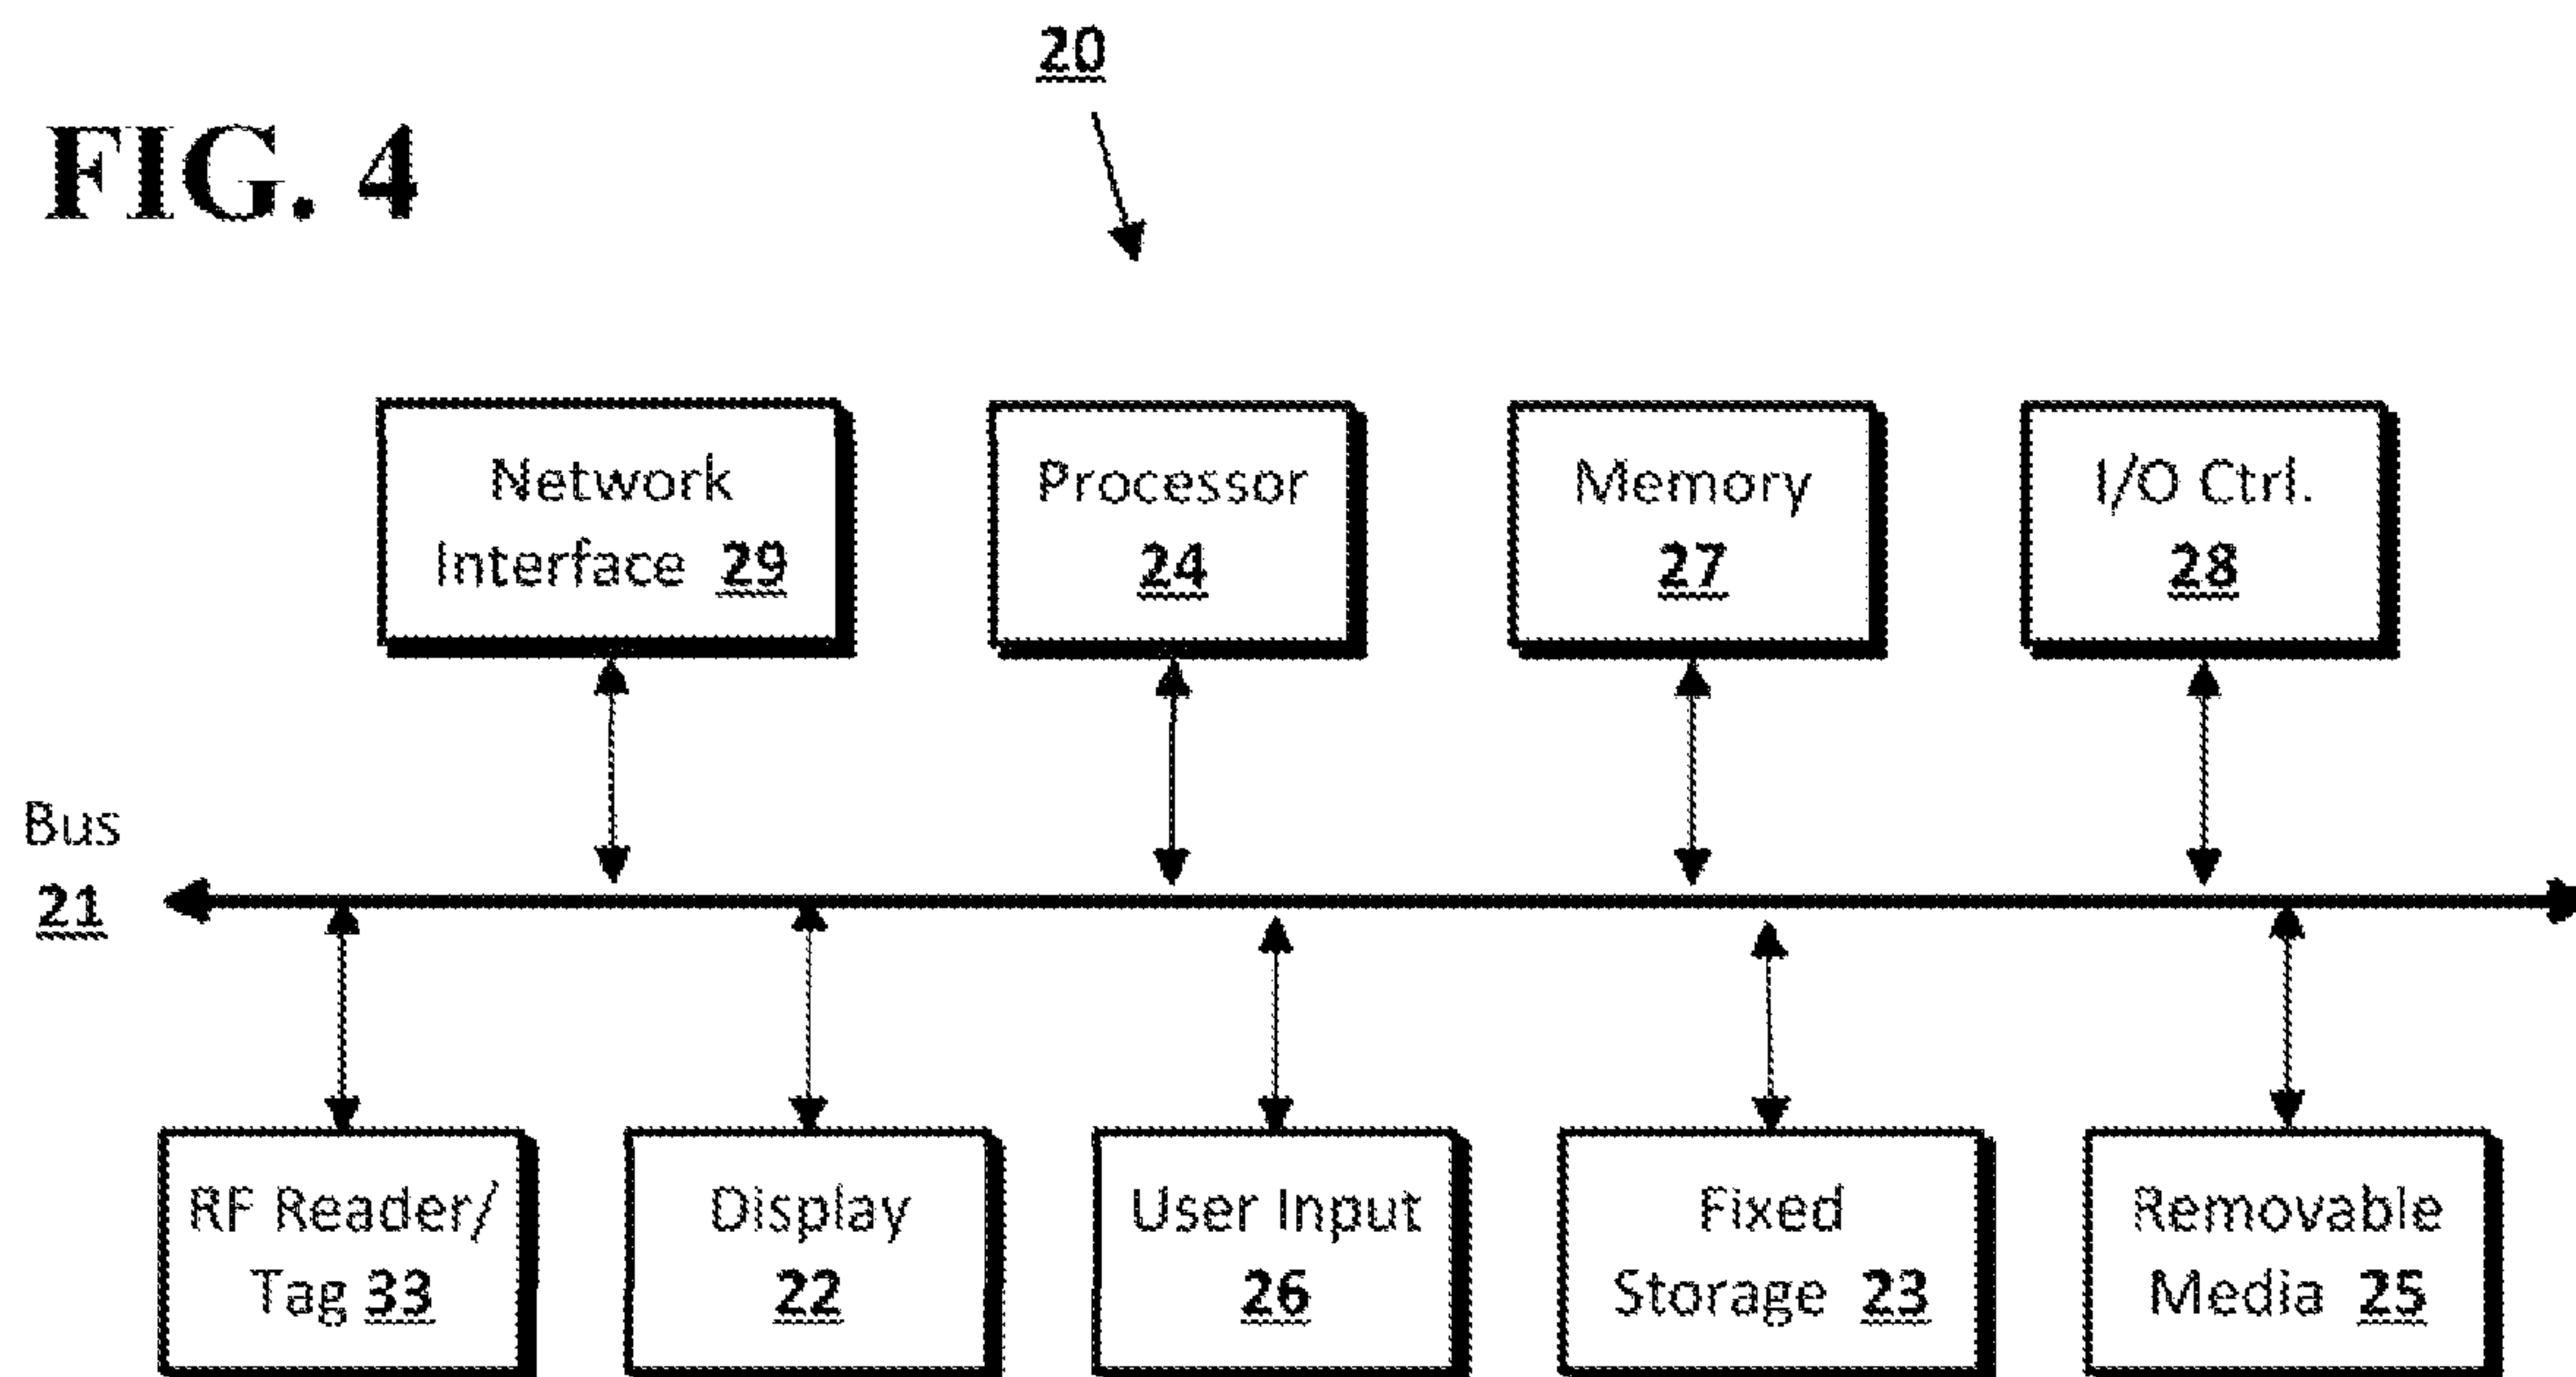 20
FIG. 4
Network
Interface 29
Processor
24
Memory
27
I/O Ctrl.
28
Bus
21
RF Reader/
Tag 33
Display
22
User Input
26
Fixed
Storage 23
Removable
Media 25